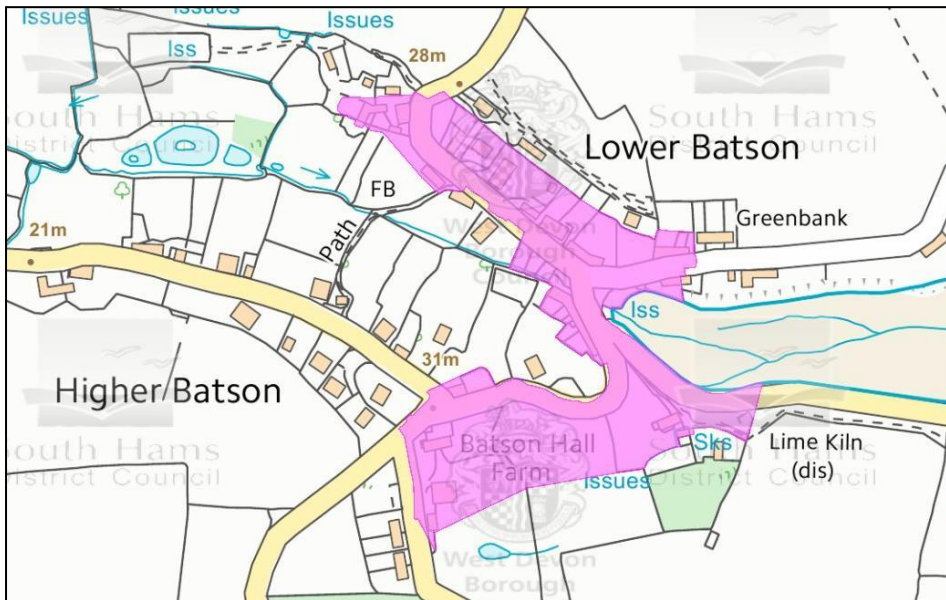 Issues
Issues
Issues
Iss
28m
South Hams
District Council
South Hams
District Council
Lower Batson
FB
Greenbank
West Devon
Borough
Council
21m
Path
Iss
31m
Higher Batson
South Hams
District Council
Batson Hall
Farm
Sks
Lime Kiln
(dis)
Issues
South Hams
District Council
West Devon
Borough